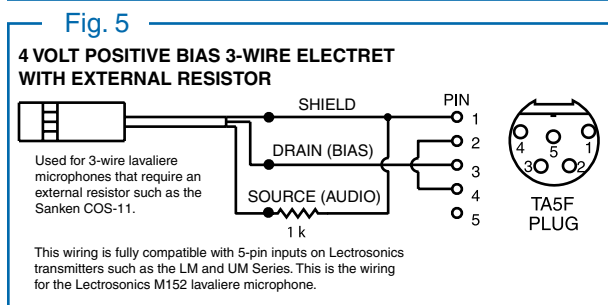 Fig. 5
4 VOLT POSITIVE BIAS 3-WIRE ELECTRET
WITH EXTERNAL RESISTOR
SHIELD
PIN
1
2
DRAIN (BIAS)
3
SOURCE (AUDIO)
4
5
1 k
Used for 3-wire lavaliere
microphones that require an
external resistor such as the
Sanken COS-11.
4
5
1
3
2
TA5F
PLUG
This wiring is fully compatible with 5-pin inputs on Lectrosonics
transmitters such as the LM and UM Series. This is the wiring
for the Lectrosonics M152 lavaliere microphone.